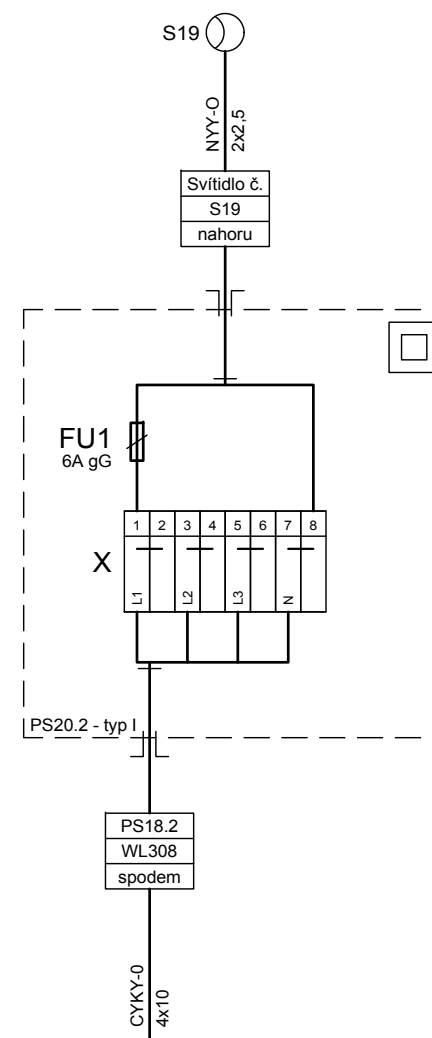 S19
NYY-O
2x2,5
Svítidlo č.
S19
nahoru
FU1
6A gG
1 2 3 4 5 6 7 8
X
L1 L2 L3 N
PS20.2 - typ I
PS18.2
WL308
spodem
CYKY-0
4x10